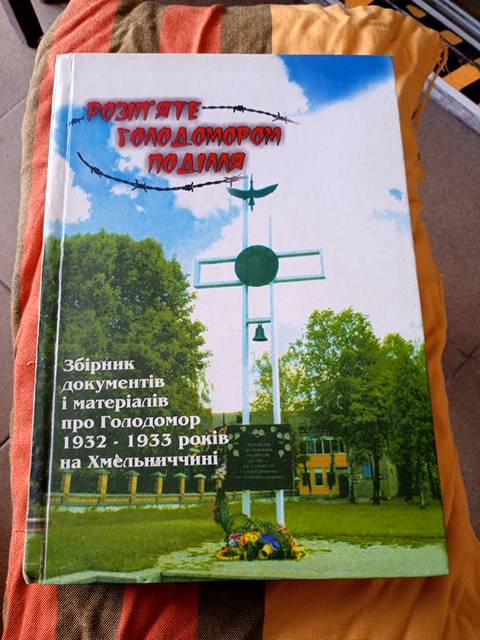 РОЗІП'ЯТЕ
ГОЛОДОМОРОМ
ПОДІЛЛЯ
Збірник
документів
і матеріалів
про Голодомор
1932 - 1933 років
на Хмельниччині